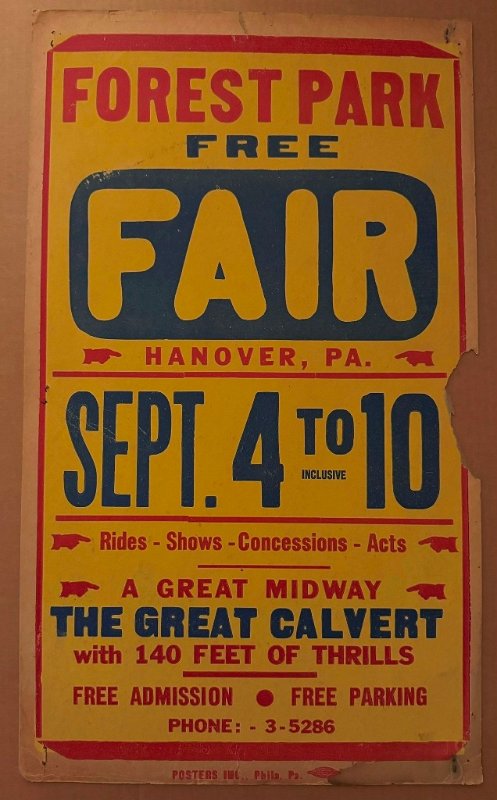 FOREST PARK
FREE
FAIR
HANOVER, PA.
SEPT. 4 TO 10
INCLUSIVE
Rides - Shows - Concessions - Acts
A GREAT MIDWAY
THE GREAT CALVERT
with 140 FEET OF THRILLS
FREE ADMISSION ● FREE PARKING
PHONE: - 3-5286
POSTERS INC., Phila. Pa.